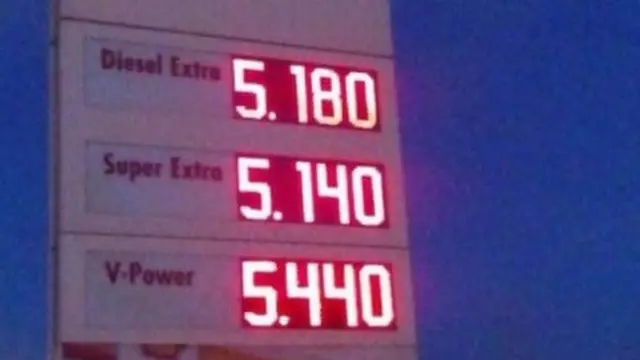 Diesel Extra 5.180
Super Extra 5.140
V-Power 5.440